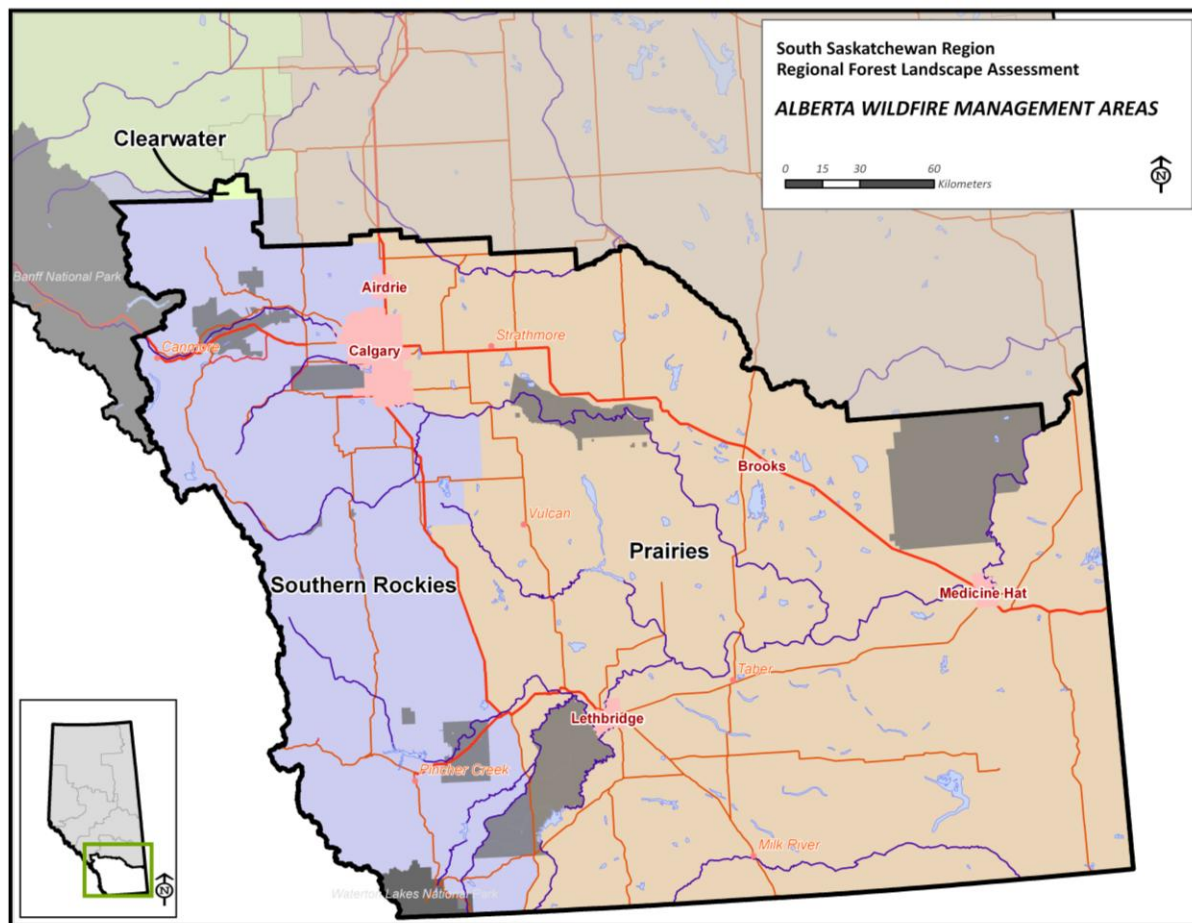 South Saskatchewan Region
Regional Forest Landscape Assessment
ALBERTA WILDFIRE MANAGEMENT AREAS
0 15 30 60
Kilometers
N
Clearwater
Banff National Park
Airdrie
Canmore
Calgary
Strathmore
Brooks
Vulcan
Prairies
Southern Rockies
Medicine Hat
Taber
Lethbridge
Pincher Creek
Milk River
Waterton Lakes National Park
N